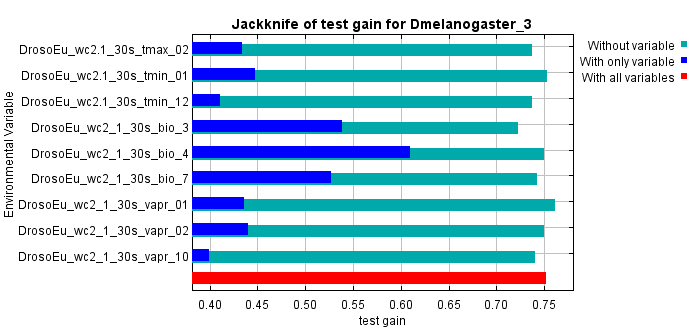 Jackknife of test gain for Dmelanogaster_3
Environmental Variable
DrosoEu_wc2.1_30s_tmax_02
DrosoEu_wc2.1_30s_tmin_01
DrosoEu_wc2.1_30s_tmin_12
DrosoEu_wc2_1_30s_bio_3
DrosoEu_wc2_1_30s_bio_4
DrosoEu_wc2_1_30s_bio_7
DrosoEu_wc2_1_30s_vapr_01
DrosoEu_wc2_1_30s_vapr_02
DrosoEu_wc2_1_30s_vapr_10
0.40 0.45 0.50 0.55 0.60 0.65 0.70 0.75
test gain
Without variable
With only variable
With all variables